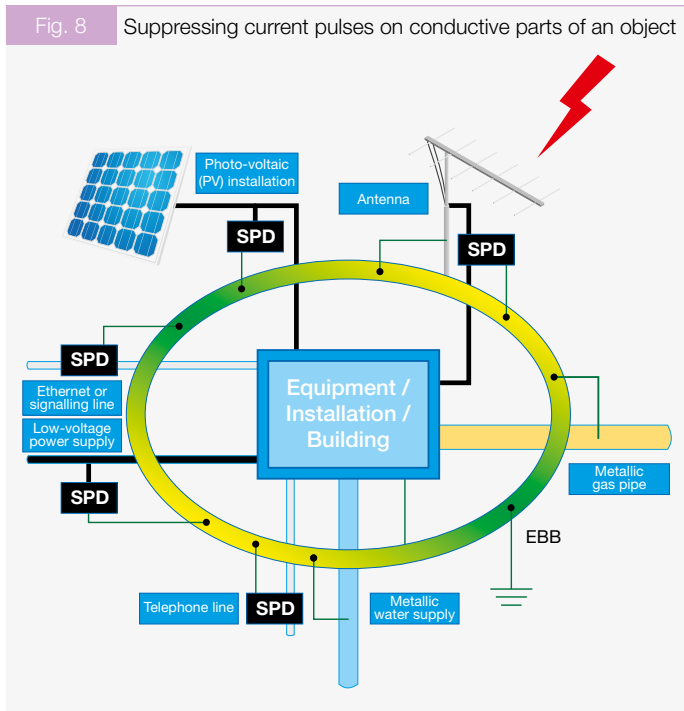 Fig. 8 Suppressing current pulses on conductive parts of an object
Photo-voltaic
(PV) installation
Antenna
SPD
SPD
SPD
Ethernet or
signalling line
Low-voltage
power supply
SPD
Equipment /
Installation /
Building
Metallic
gas pipe
EBB
Telephone line
SPD
Metallic
water supply